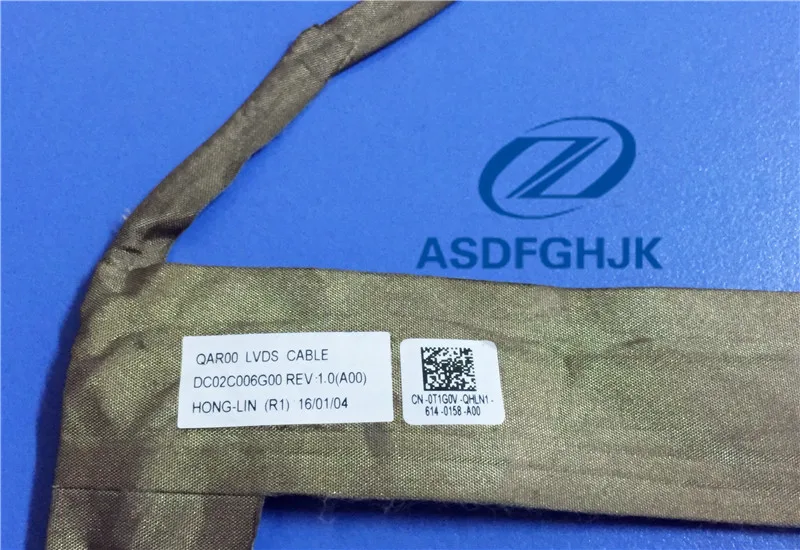 ASDFGHJK
QAR00 LVDS CABLE
DC02C006G00 REV:1.0(A00)
HONG-LIN (R1) 16/01/04
CN-0T1G0V-QHLN1-
614-0158-A00